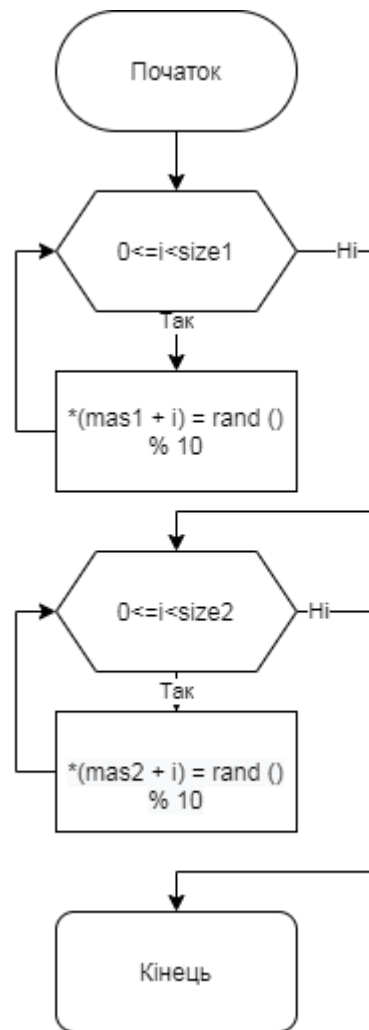 Початок
0<=i<size1
Ні
Так
*(mas1 + i) = rand ()
% 10
0<=i<size2
Ні
Так
*(mas2 + i) = rand ()
% 10
Кінець